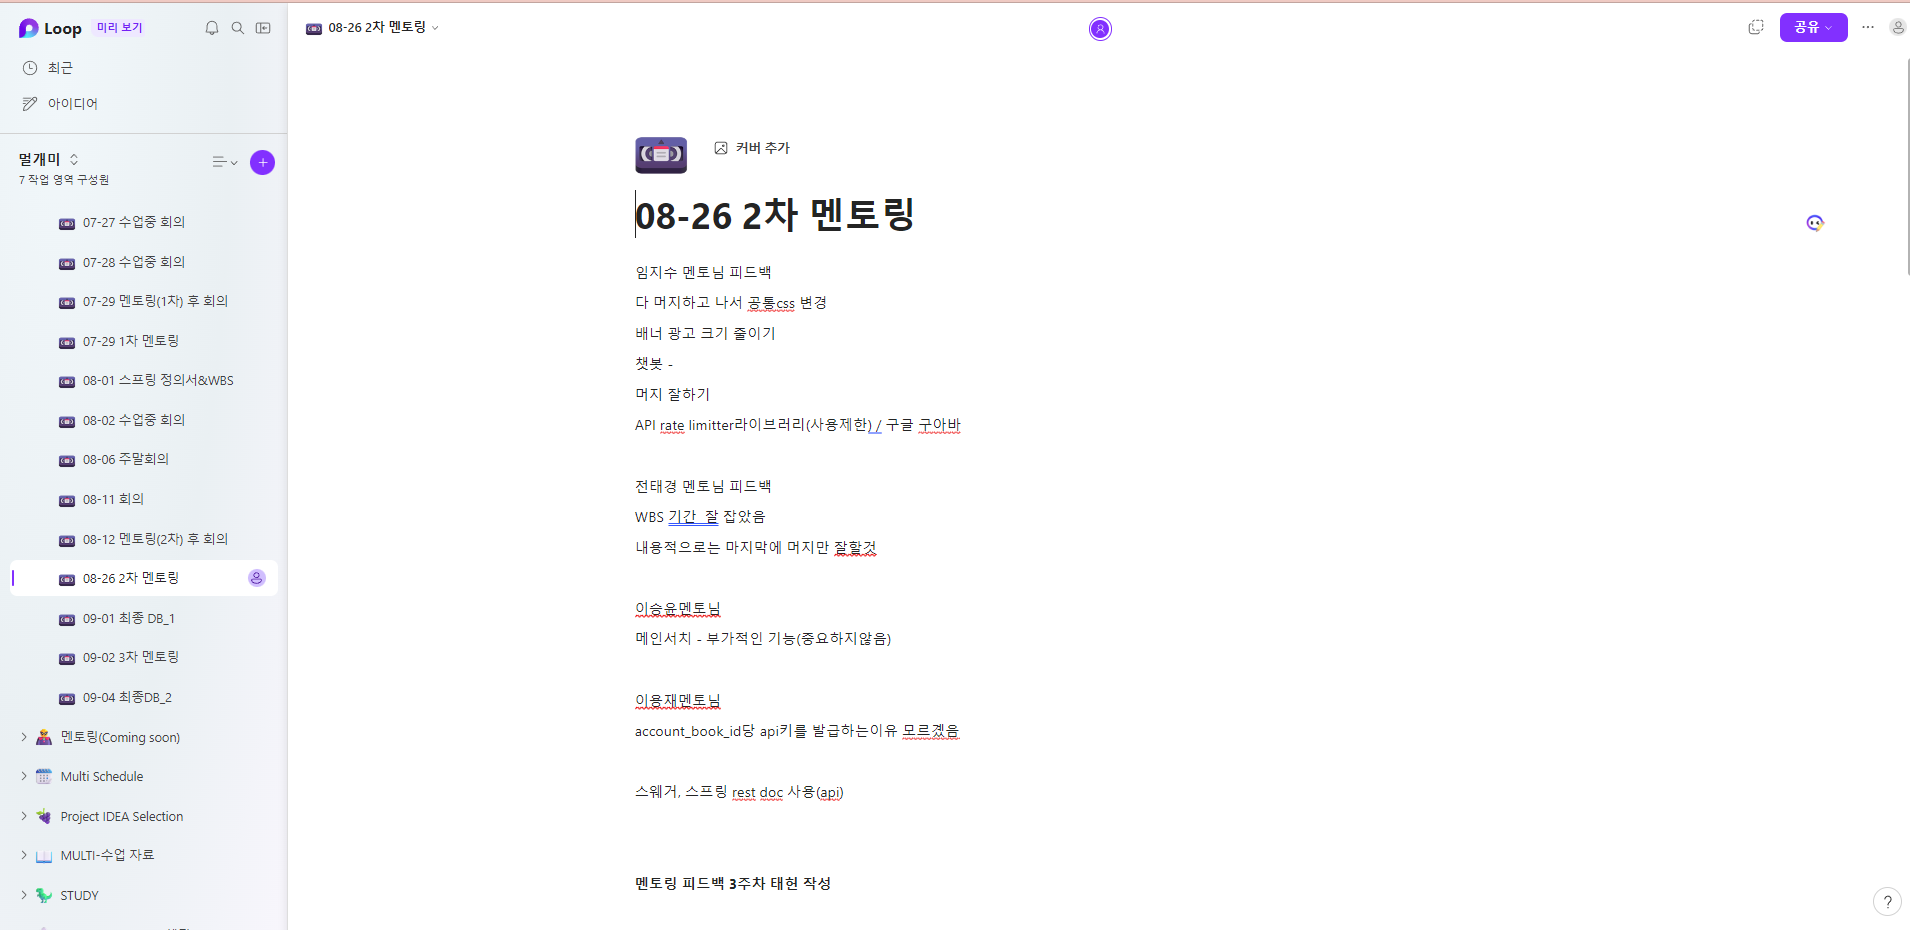 Loop 미리 보기
최근
아이디어
멀개미
7 작업 영역 구성원
07-27 수업중 회의
07-28 수업중 회의
07-29 멘토링(1차) 후 회의
07-29 1차 멘토링
08-01 스프링 정의서&WBS
08-02 수업중 회의
08-06 주말회의
08-11 회의
08-12 멘토링(2차) 후 회의
08-26 2차 멘토링
09-01 최종 DB_1
09-02 3차 멘토링
09-04 최종DB_2
멘토링(Coming soon)
Multi Schedule
Project IDEA Selection
MULTI-수업 자료
STUDY
08-26 2차 멘토링
공유
커버 추가
08-26 2차 멘토링
임지수 멘토님 피드백
다 머지하고 나서 공통css 변경
배너 광고 크기 줄이기
챗봇 -
머지 잘하기
API rate limitter라이브러리(사용제한) / 구글 구아바
전태경 멘토님 피드백
WBS 기간 잘 잡았음
내용적으로는 마지막에 머지만 잘할것
이승윤멘토님
메인서치 - 부가적인 기능(중요하지않음)
이용재멘토님
account_book_id당 api키를 발급하는이유 모르겠음
스웨거, 스프링 rest doc 사용(api)
멘토링 피드백 3주차 태헌 작성
?